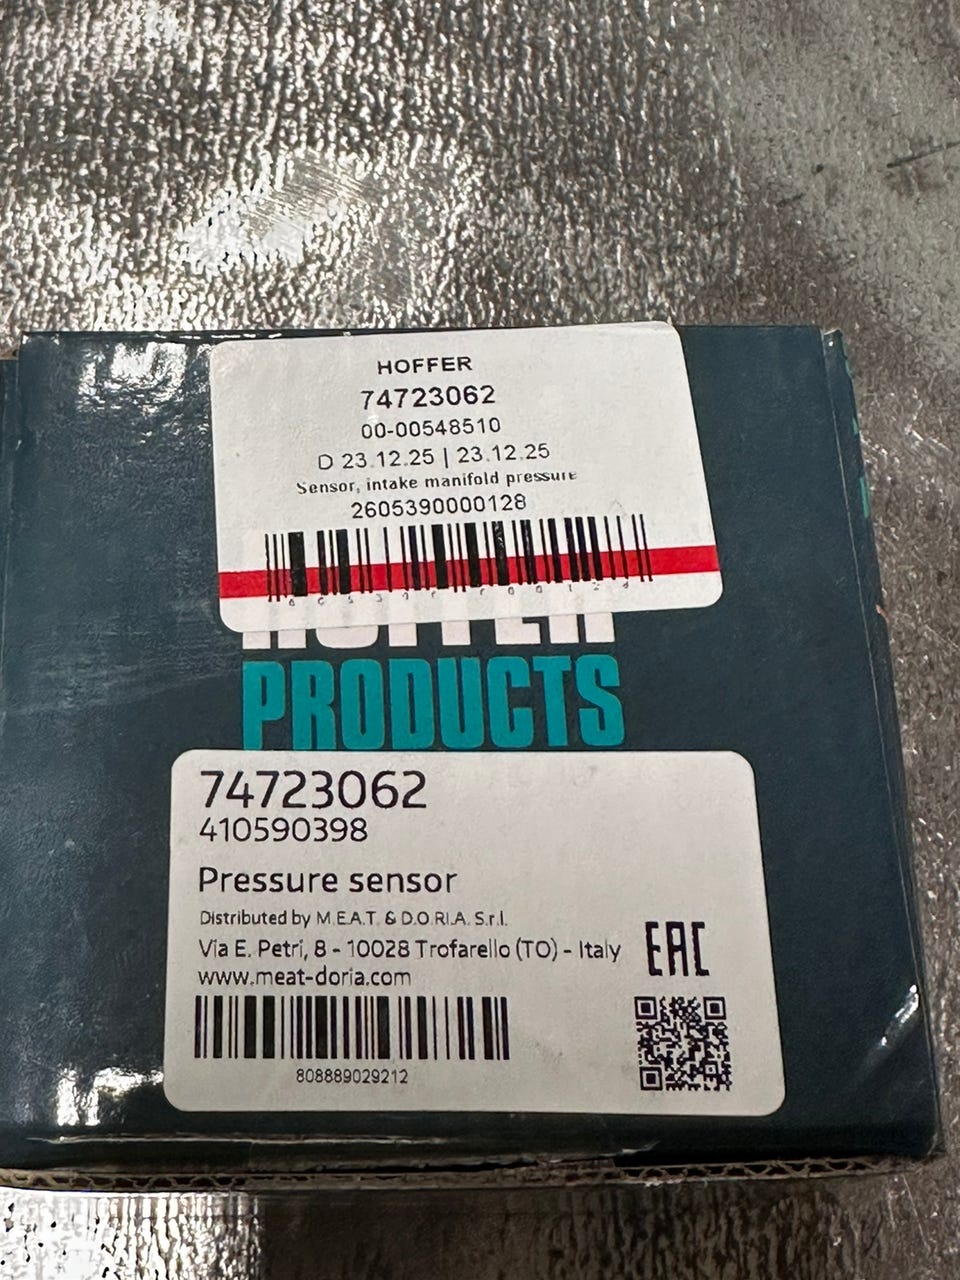 HOFFER
74723062
00-00548510
D 23.12.25 | 23.12.25
Sensor, intake manifold pressure
2605390000128
HOFFER
PRODUCTS
74723062
410590398
Pressure sensor
Distributed by M.E.A.T. & D.O.R.I.A. S.r.l.
Via E. Petri, 8 - 10028 Trofarello (TO) - Italy
EAC
www.meat-doria.com
808889029212